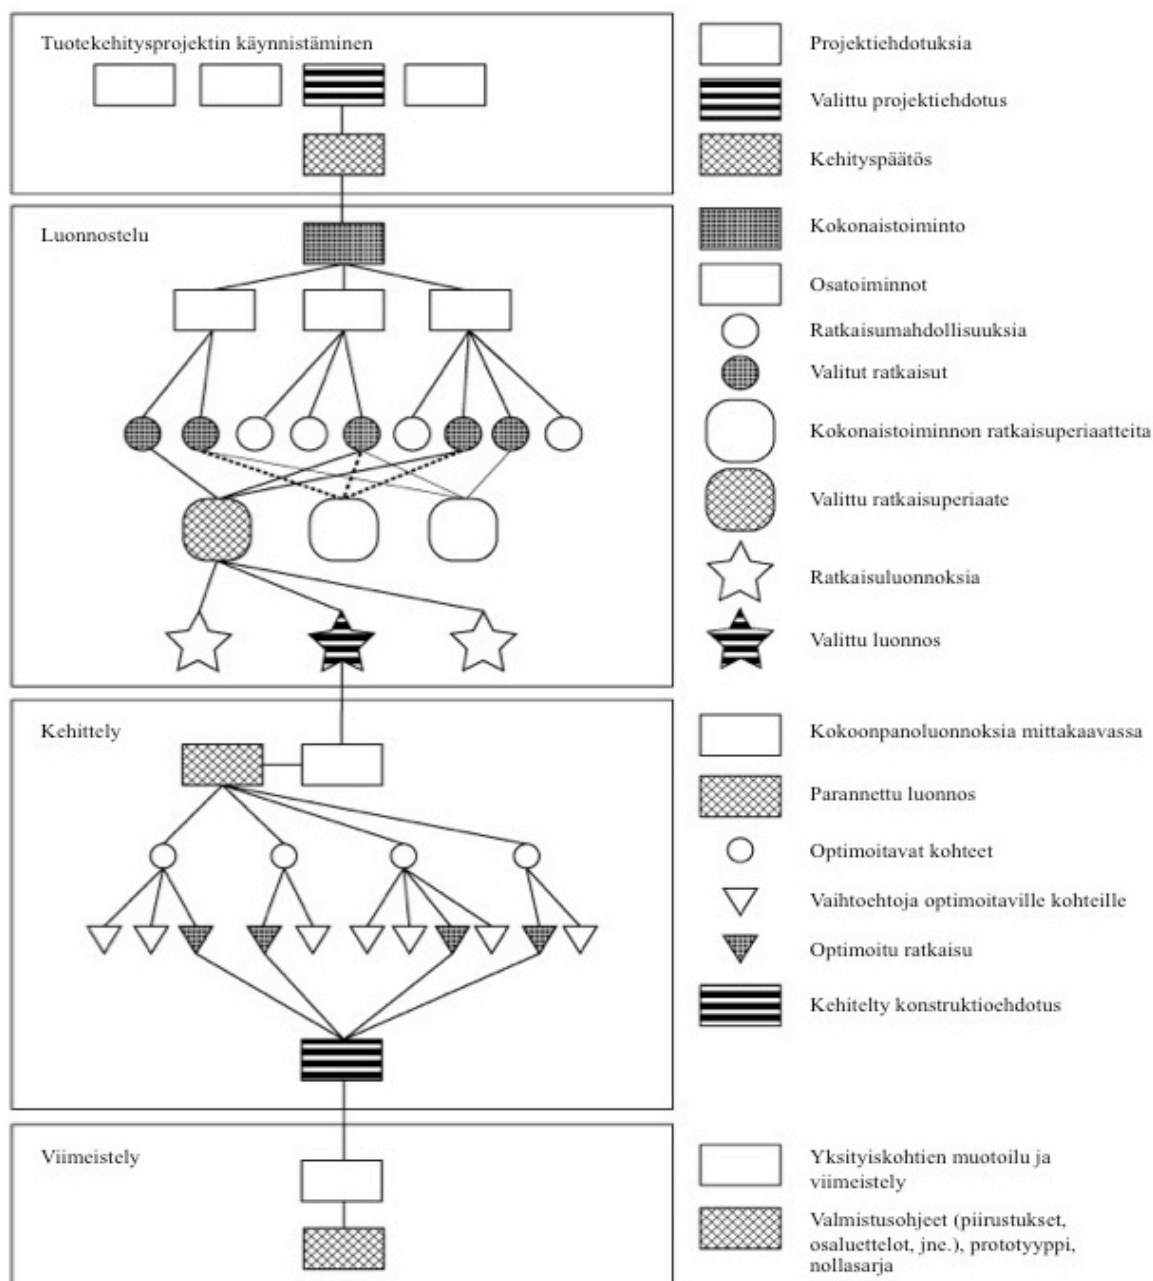 Tuotekehitysprojektin käynnistäminen
Projektiehdotuksia
Valittu projektiehdotus
Kehityspäätös
Luonnostelu
Kokonaistoiminto
Osatoiminnot
Ratkaisumahdollisuuksia
Valitut ratkaisut
Kokonaistoiminnon ratkaisuperiaatteita
Valittu ratkaisuperiaate
Ratkaisuluonnoksia
Valittu luonnos
Kehittely
Kokoonpanoluonnoksia mittakaavassa
Parannettu luonnos
Optimoitavat kohteet
Vaihtoehtoja optimoitaville kohteille
Optimoitu ratkaisu
Kehitelty konstruktioehdotus
Viimeistely
Yksityiskohtien muotoilu ja
viimeistely
Valmistusohjeet (piirustukset,
osaluettelot, jne.), prototyyppi,
nollasarja